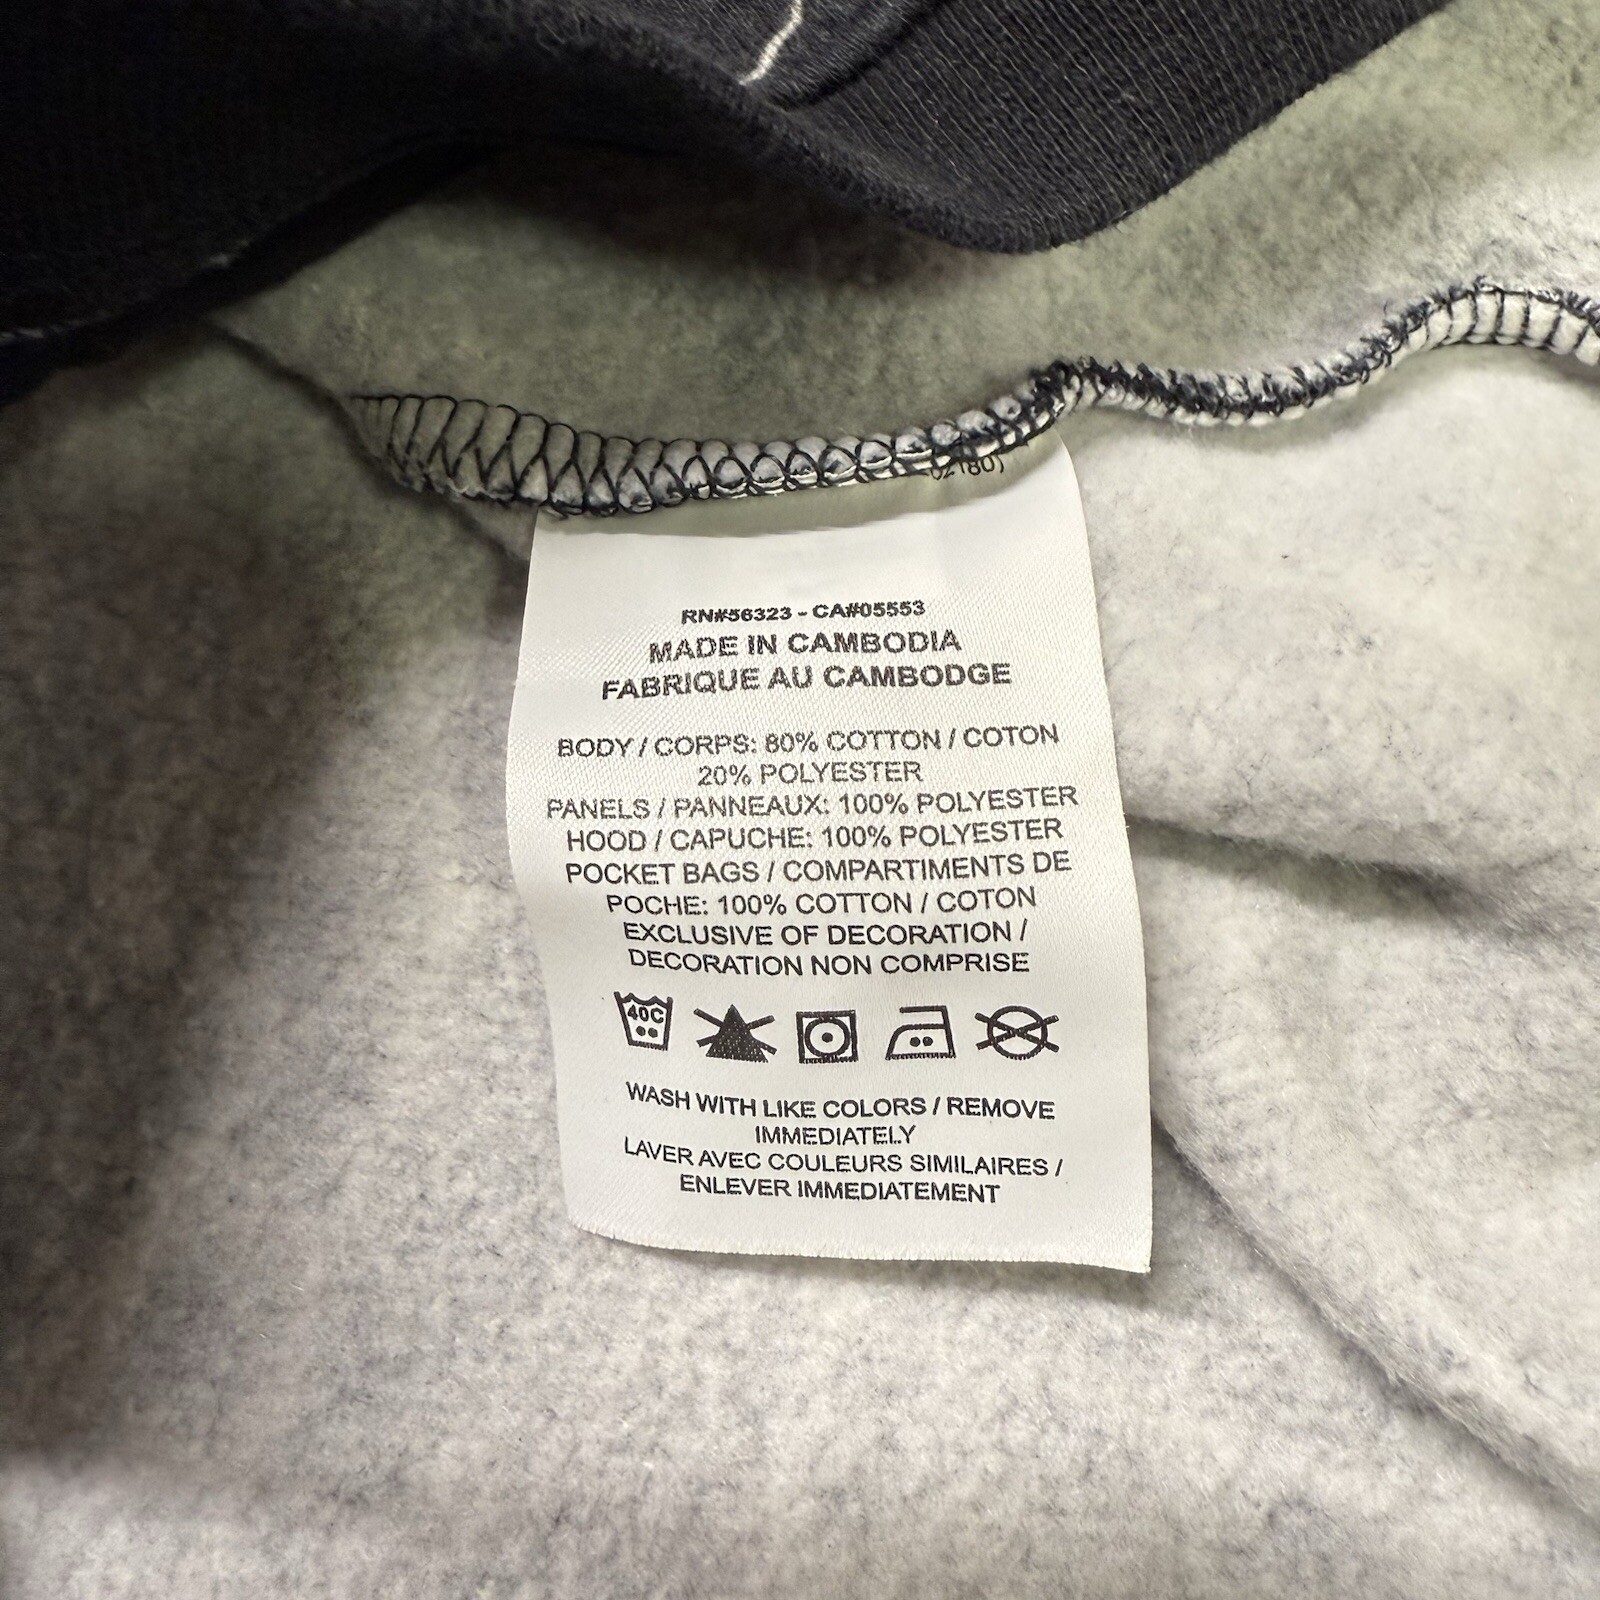 RN#56323 - CA#05553
MADE IN CAMBODIA
FABRIQUE AU CAMBODGE
BODY / CORPS: 80% COTTON / COTON
20% POLYESTER
PANELS / PANNEAUX: 100% POLYESTER
HOOD / CAPUCHE: 100% POLYESTER
POCKET BAGS / COMPARTIMENTS DE
POCHE: 100% COTTON / COTON
EXCLUSIVE OF DECORATION /
DECORATION NON COMPRISE
40C
WASH WITH LIKE COLORS / REMOVE
IMMEDIATELY
LAVER AVEC COULEURS SIMILAIRES /
ENLEVER IMMEDIATEMENT